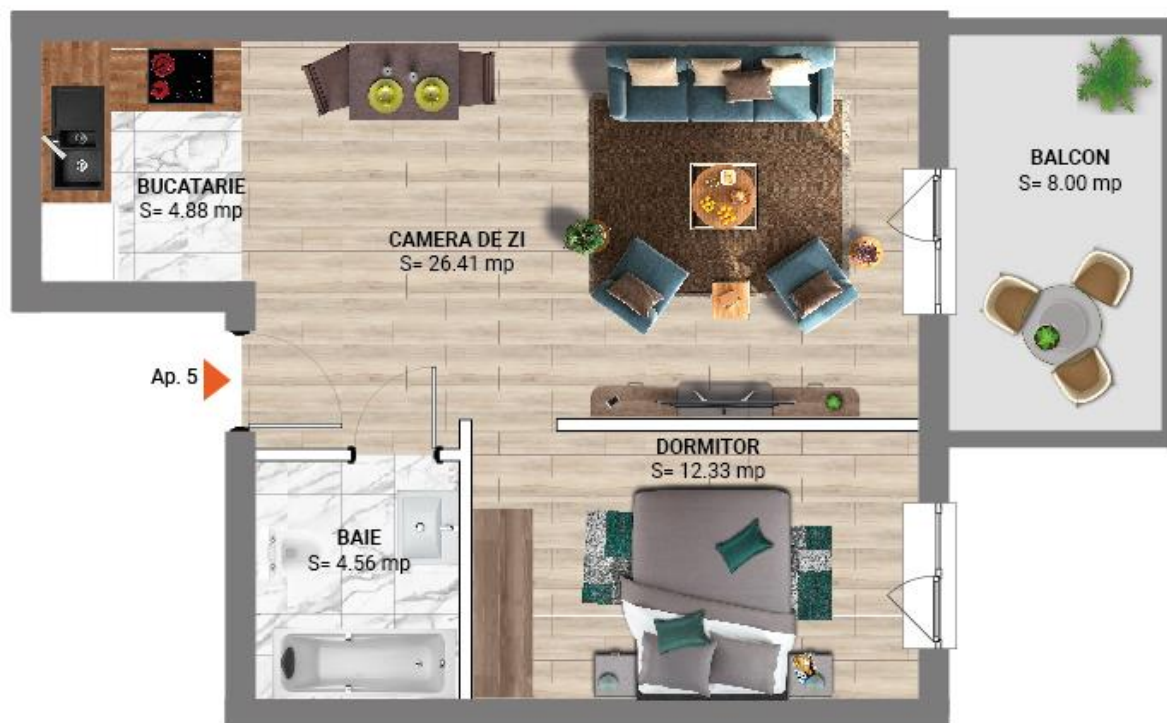 BUCATARIE
S= 4.88 mp
CAMERA DE ZI
S= 26.41 mp
BALCON
S= 8.00 mp
Ap. 5
DORMITOR
S= 12.33 mp
BAIE
S= 4.56 mp